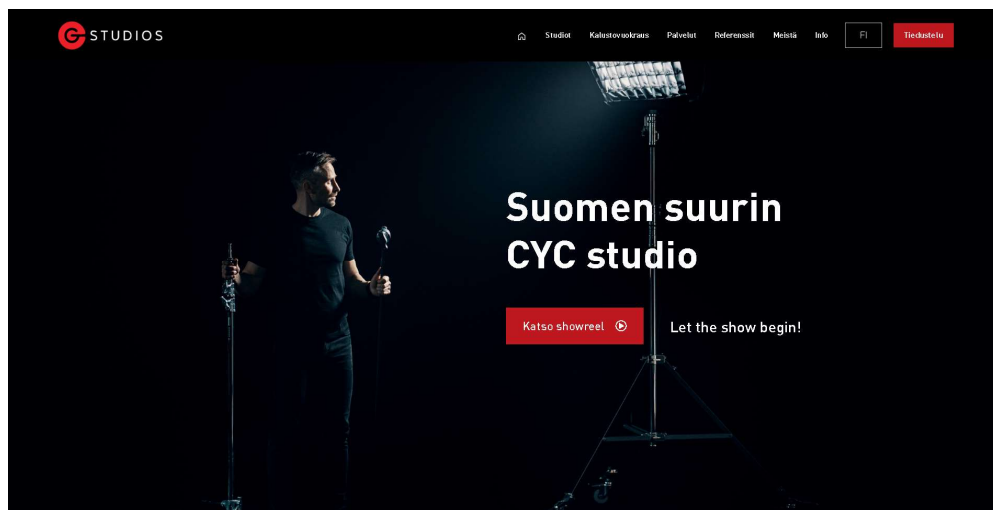 G STUDIOS
Studiot Kalustovuokraus Palvelut Referenssit Meistä Info FI Tiedustelu
Suomen suurin
CYC studio
Katso showreel Let the show begin!